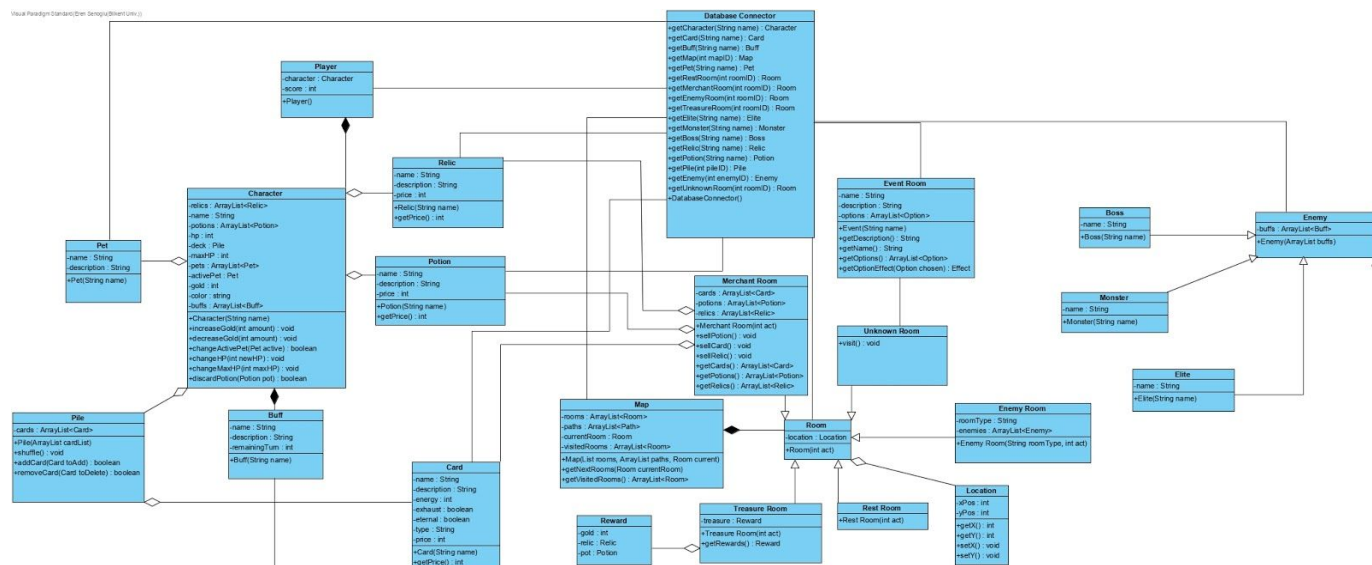 Visual Paradigm Standard(Eren Senoglu(Bilkent Univ.))
Database Connector
+getCharacter(String name) : Character
+getCard(String name) : Card
+getBuff(String name) : Buff
+getMap(int mapID) : Map
+getPet(String name) : Pet
+getRestRoom(int roomID) : Room
+getMerchantRoom(int roomID) : Room
+getEnemyRoom(int roomID) : Room
+getTreasureRoom(int roomID) : Room
+getElite(String name) : Elite
+getMonster(String name) : Monster
+getBoss(String name) : Boss
+getRelic(String name) : Relic
+getPotion(String name) : Potion
+getPile(int pileID) : Pile
+getEnemy(int enemyID) : Enemy
+getUnknownRoom(int roomID) : Room
+DatabaseConnector()
Player
-character : Character
-score : int
+Player()
Relic
-name : String
-description : String
-price : int
+Relic(String name)
+getPrice() : int
Character
-relics : ArrayList<Relic>
-name : String
-potions : ArrayList<Potion>
-hp : int
-deck : Pile
-maxHP : int
-pets : ArrayList<Pet>
-activePet : Pet
-gold : int
-color : string
-buffs : ArrayList<Buff>
+Character(String name)
+increaseGold(int amount) : void
+decreaseGold(int amount) : void
+changeActivePet(Pet active) : boolean
+changeHP(int newHP) : void
+changeMaxHP(int maxHP) : void
+discardPotion(Potion pot) : boolean
Pet
-name : String
-description : String
+Pet(String name)
Potion
-name : String
-description : String
-price : int
+Potion(String name)
+getPrice() : int
Event Room
-name : String
-description : String
-options : ArrayList<Option>
+Event(String name)
+getDescription() : String
+getName() : String
+getOptions() : ArrayList<Option>
+getOptionEffect(Option chosen) : Effect
Boss
-name : String
+Boss(String name)
Enemy
-buffs : ArrayList<Buff>
+Enemy(ArrayList buffs)
Merchant Room
-cards : ArrayList<Card>
-potions : ArrayList<Potion>
-relics : ArrayList<Relic>
+Merchant Room(int act)
+sellPotion() : void
+sellCard() : void
+sellRelic() : void
+getCards() : ArrayList<Card>
+getPotions() : ArrayList<Potion>
+getRelics() : ArrayList<Relic>
Monster
-name : String
+Monster(String name)
Unknown Room
+visit() : void
Elite
-name : String
+Elite(String name)
Pile
-cards : ArrayList<Card>
+Pile(ArrayList cardList)
+shuffle() : void
+addCard(Card toAdd) : boolean
+removeCard(Card toDelete) : boolean
Buff
-name : String
-description : String
-remainingTurn : int
+Buff(String name)
Map
-rooms : ArrayList<Room>
-paths : ArrayList<Path>
-currentRoom : Room
-visitedRooms : ArrayList<Room>
+Map(List rooms, ArrayList paths, Room current)
+getNextRooms(Room currentRoom)
+getVisitedRooms() : ArrayList<Room>
Room
-location : Location
+Room(int act)
Enemy Room
-roomType : String
-enemies : ArrayList<Enemy>
+Enemy Room(String roomType, int act)
Card
-name : String
-description : String
-energy : int
-exhaust : boolean
-eternal : boolean
-type : String
-price : int
+Card(String name)
+getPrice() : int
Reward
-gold : int
-relic : Relic
-pot : Potion
Treasure Room
-treasure : Reward
+Treasure Room(int act)
+getRewards() : Reward
Rest Room
+Rest Room(int act)
Location
-xPos : int
-yPos : int
+getX() : int
+getY() : int
+setX() : void
+setY() : void